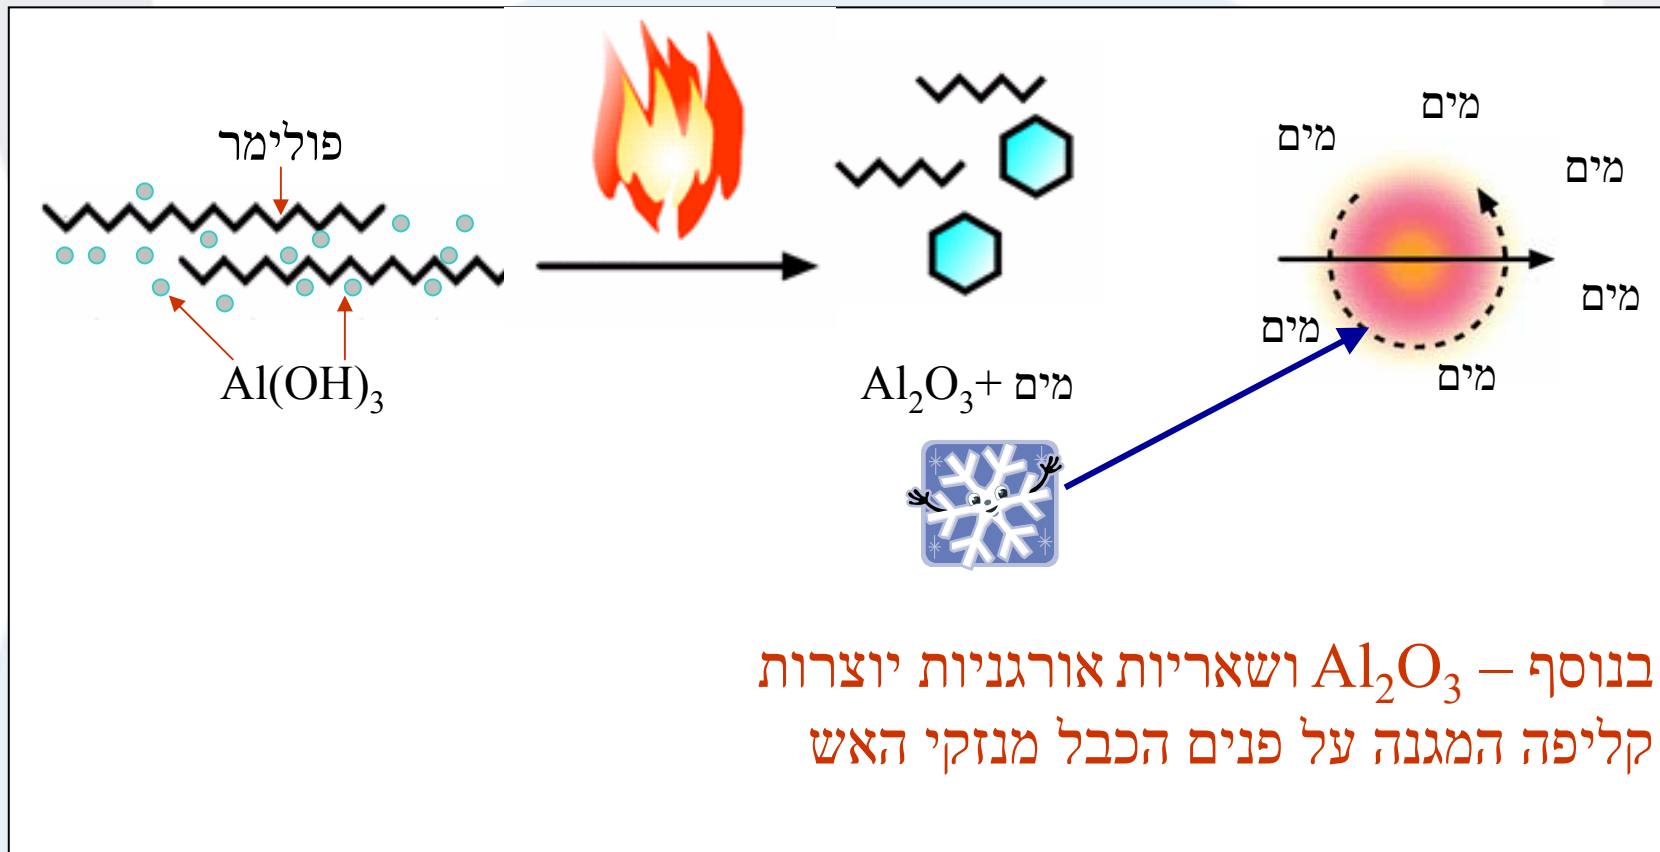 פולימר
Al(OH)₃
Al₂O₃+ מים
מים
מים
מים
מים
מים
מים
בנוסף – Al₂O₃ ושאריות אורגניות יוצרות
קליפה המגנה על פנים הכבל מנזקי האש